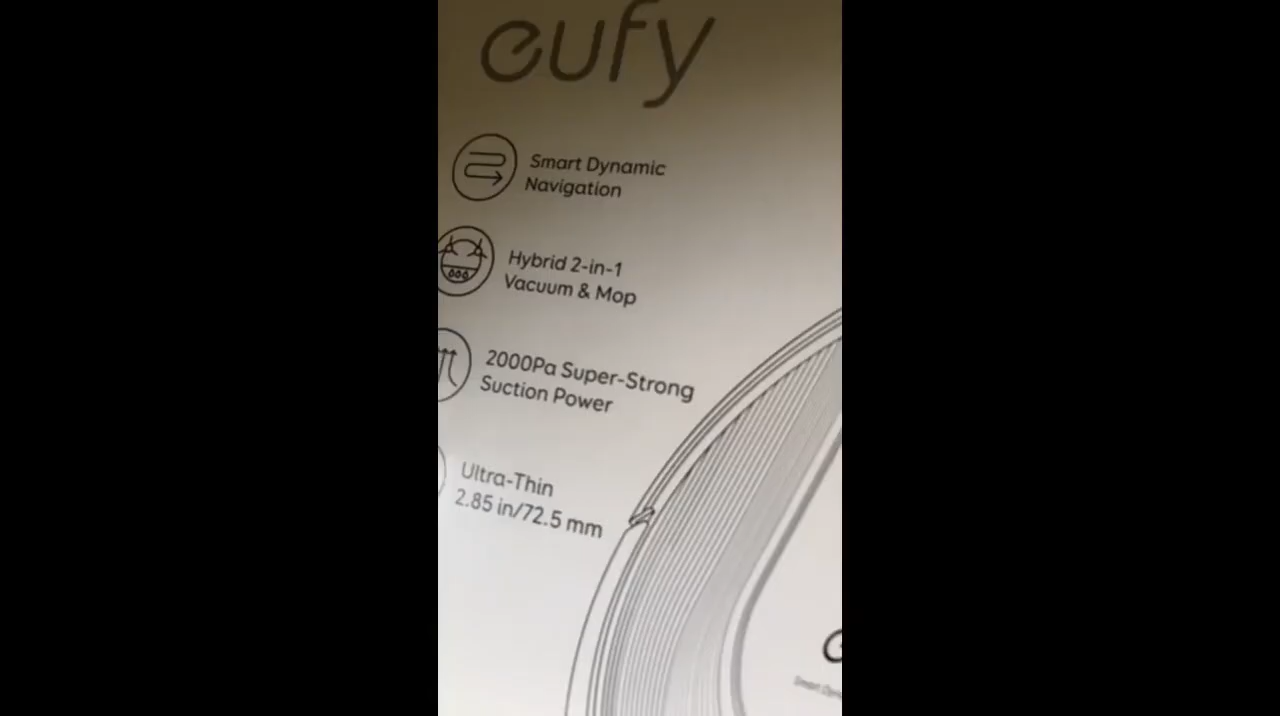 eufy
Smart Dynamic
Navigation
Hybrid 2-in-1
Vacuum & Mop
2000Pa Super-Strong
Suction Power
Ultra-Thin
2.85 in/72.5 mm
Smart